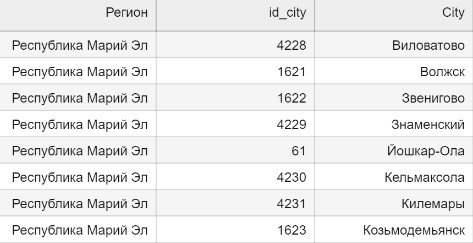 Регион id_city City
Республика Марий Эл 4228 Виловатово
Республика Марий Эл 1621 Волжск
Республика Марий Эл 1622 Звенигово
Республика Марий Эл 4229 Знаменский
Республика Марий Эл 61 Йошкар-Ола
Республика Марий Эл 4230 Кельмаксола
Республика Марий Эл 4231 Килемары
Республика Марий Эл 1623 Козьмодемьянск